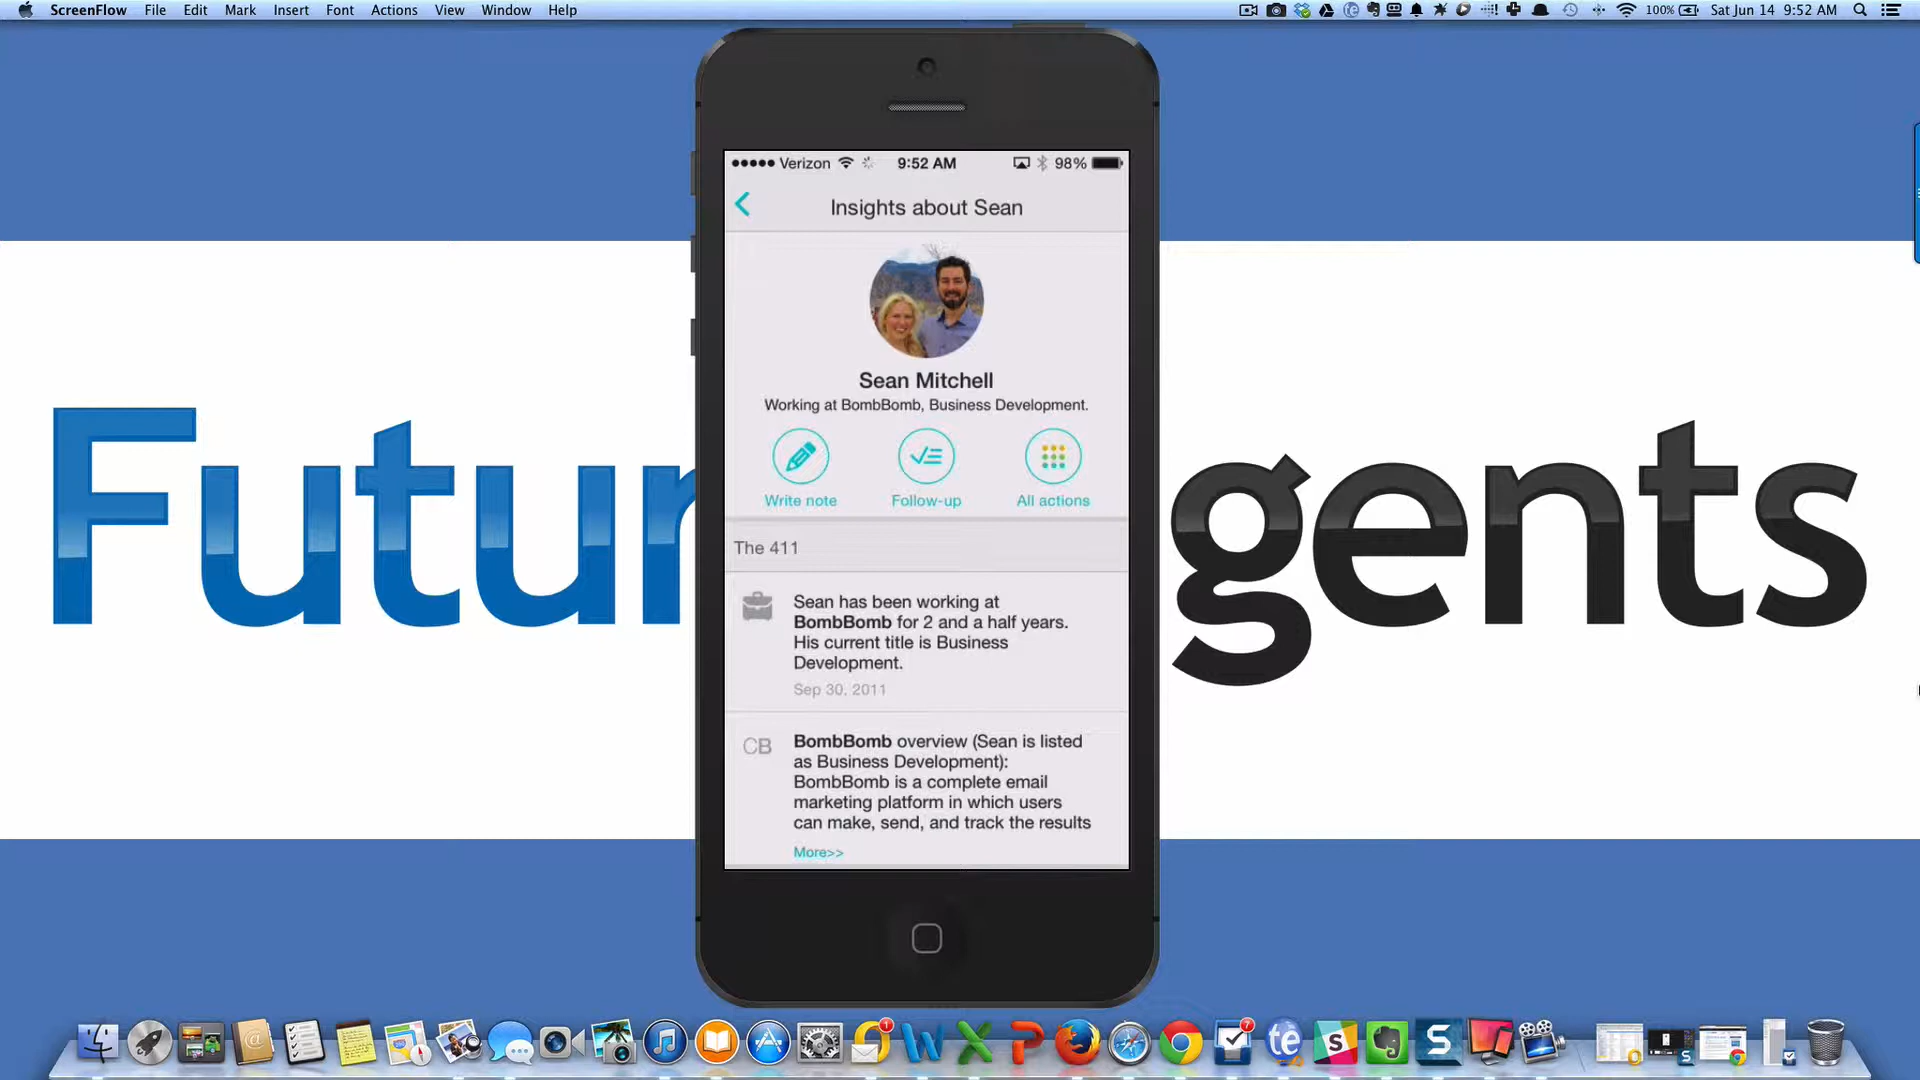 ScreenFlow File Edit Mark Insert Font Actions View Window Help
100% Sat Jun 14 9:52 AM
Verizon 9:52 AM 98%
Insights about Sean
Sean Mitchell
Working at BombBomb, Business Development.
Write note Follow-up All actions
Futur gents
The 411
Sean has been working at
BombBomb for 2 and a half years.
His current title is Business
Development.
Sep 30, 2011
CB
BombBomb overview (Sean is listed
as Business Development):
BombBomb is a complete email
marketing platform in which users
can make, send, and track the results
More>>
1
7
te